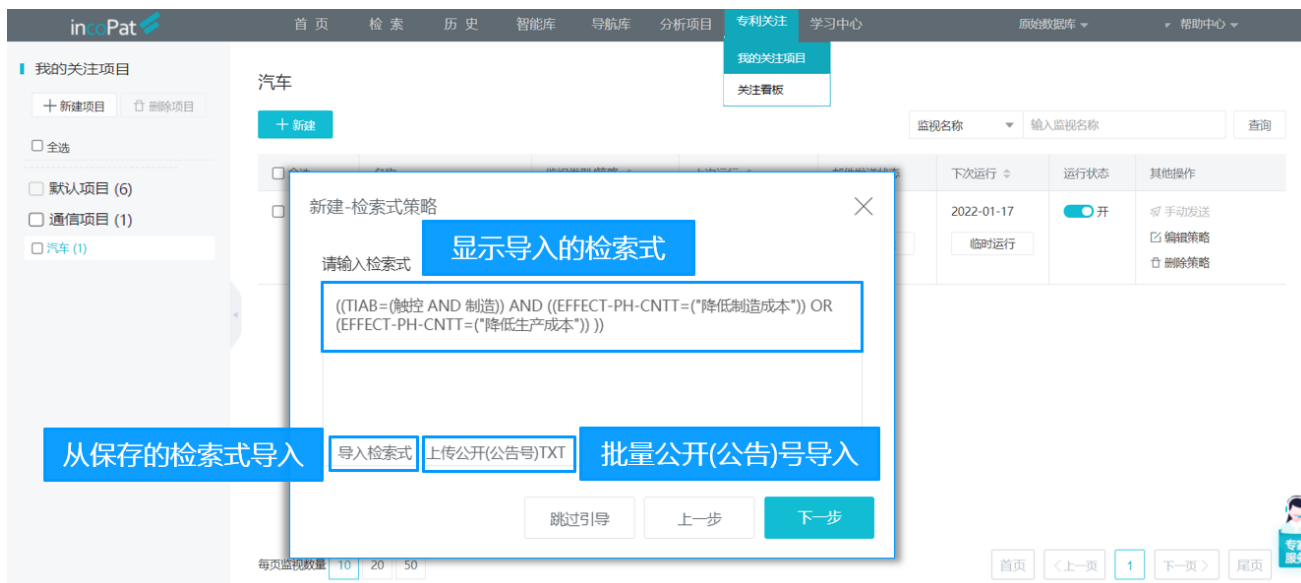 incoPat
首 页 检 索 历 史 智能库 导航库 分析项目 专利关注 学习中心 原始数据库 帮助中心
我的关注项目
关注看板
我的关注项目
新建项目 删除项目
全选
默认项目 (6)
通信项目 (1)
汽车 (1)
汽车
新建
监视名称 输入监视名称 查询
下次运行 运行状态 其他操作
2022-01-17 开 手动发送
临时运行 编辑策略
删除策略
新建-检索式策略
显示导入的检索式
请输入检索式
((TIAB=(触控 AND 制造)) AND ((EFFECT-PH-CNTT=("降低制造成本")) OR
(EFFECT-PH-CNTT=("降低生产成本")) ))
从保存的检索式导入 导入检索式 上传公开(公告号)TXT 批量公开(公告)号导入
跳过引导 上一步 下一步
每页监视数量 10 20 50
首页 <上一页 1 下一页> 尾页